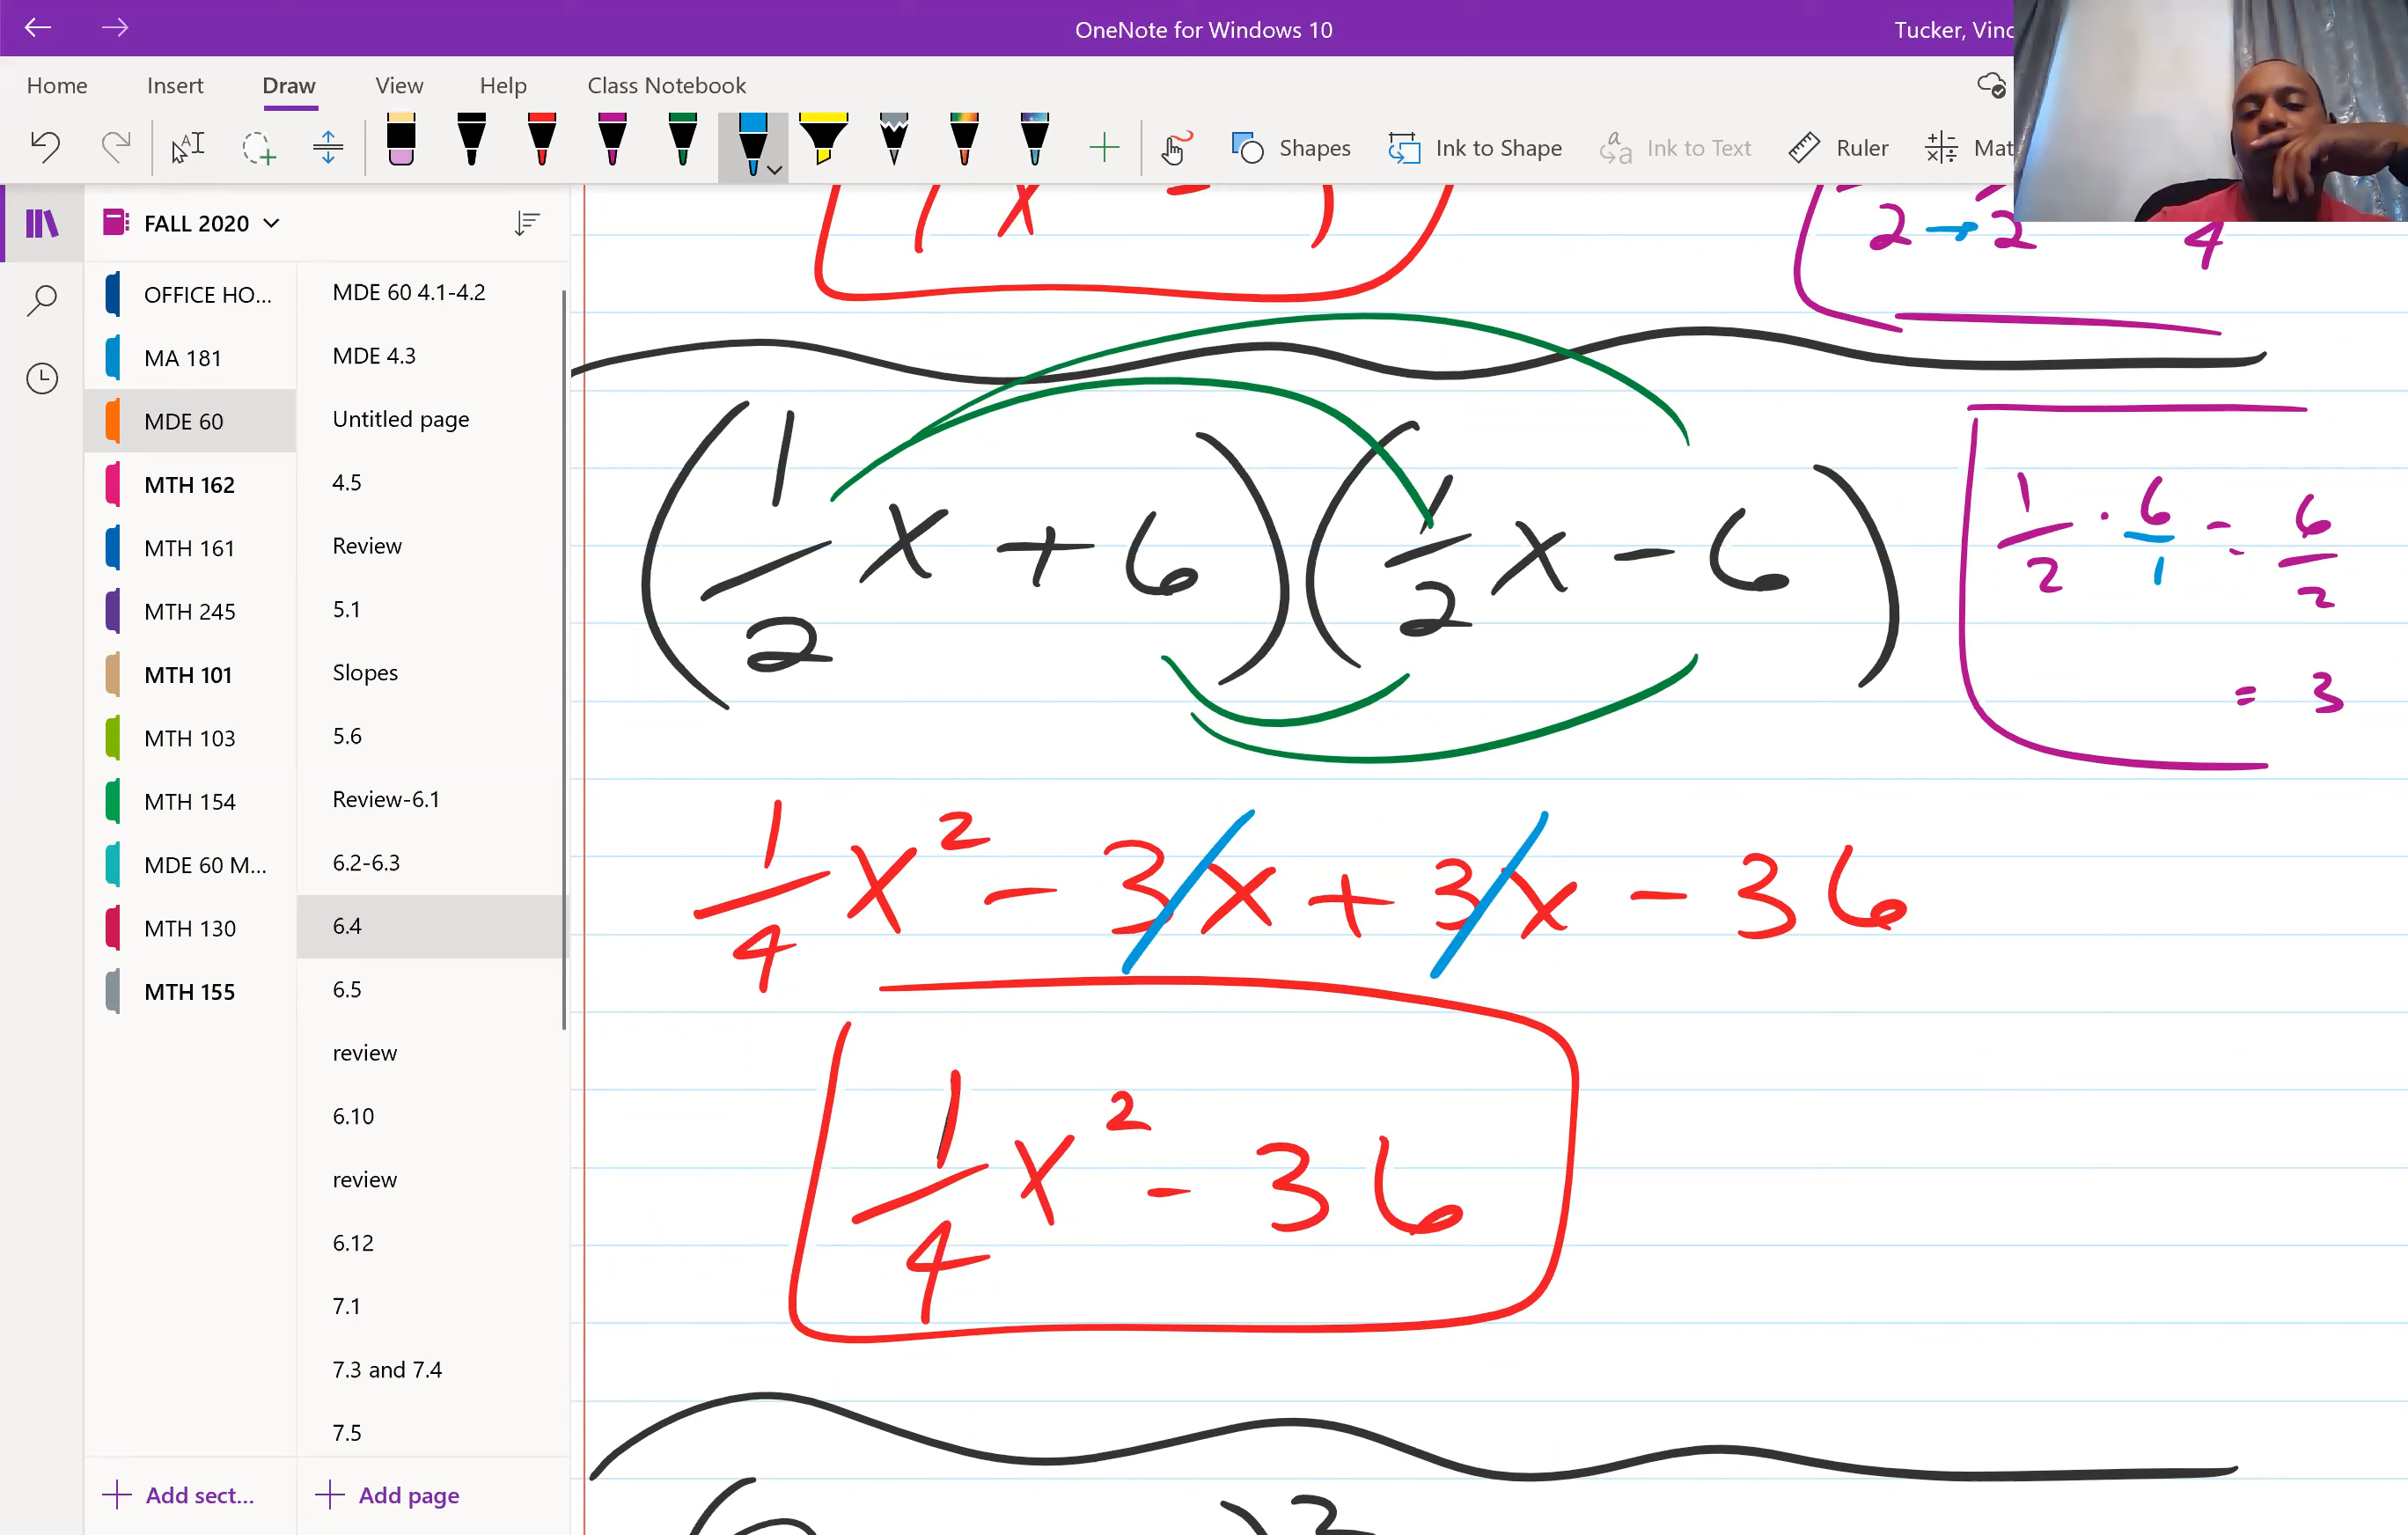 OneNote for Windows 10
Tucker, Vinc
Home Insert Draw View Help Class Notebook
Shapes Ink to Shape Ink to Text Ruler Mat
FALL 2020
OFFICE HO...
MA 181
MDE 60
MTH 162
MTH 161
MTH 245
MTH 101
MTH 103
MTH 154
MDE 60 M...
MTH 130
MTH 155
Add sect...
MDE 60 4.1-4.2
MDE 4.3
Untitled page
4.5
Review
5.1
Slopes
5.6
Review-6.1
6.2-6.3
6.4
6.5
review
6.10
review
6.12
7.1
7.3 and 7.4
7.5
Add page
2 → 2 4
(1/2 x + 6)(1/2 x - 6)
1/2 · 6/1 = 6/2
= 3
1/4 x² - 3x + 3x - 36
1/4 x² - 36